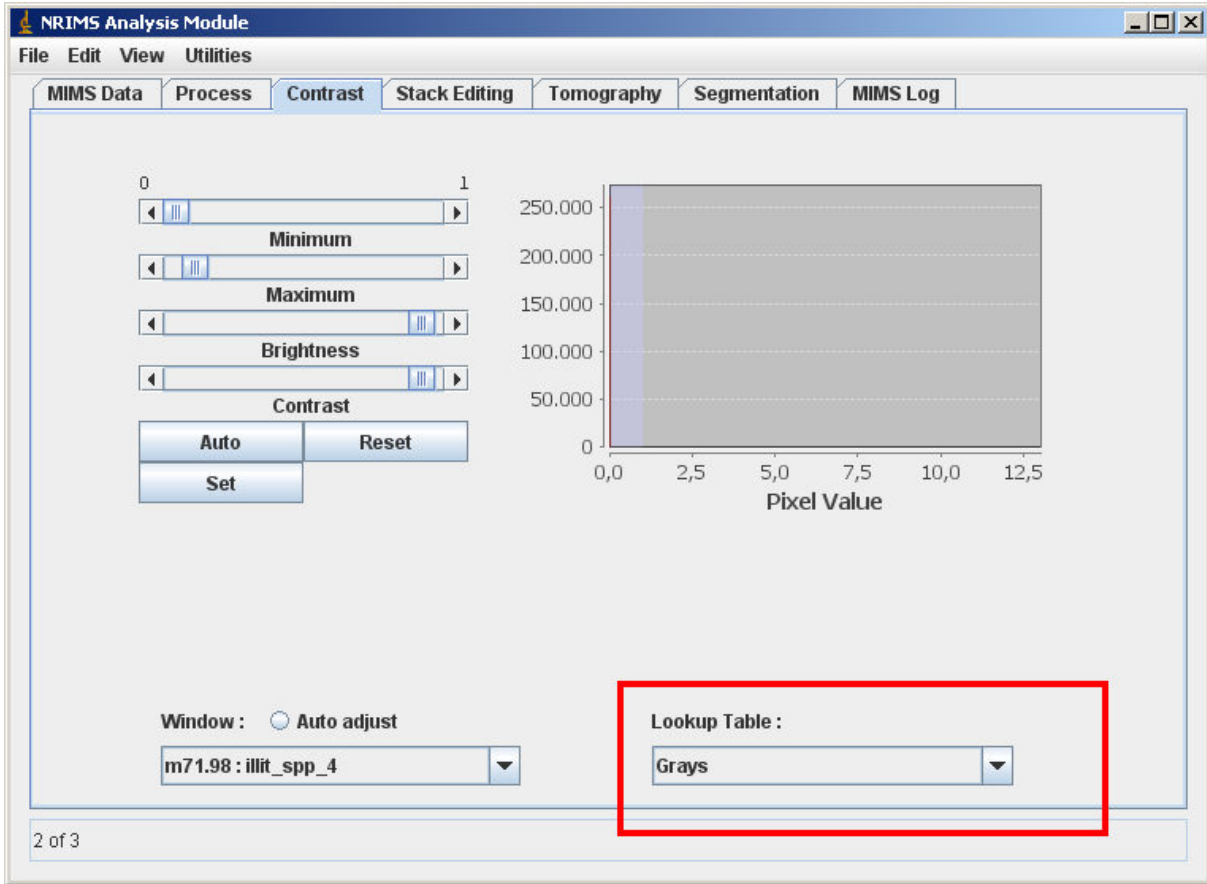 NRIMS Analysis Module
File Edit View Utilities
MIMS Data Process Contrast Stack Editing Tomography Segmentation MIMS Log
0 1
Minimum
Maximum
Brightness
Contrast
Auto Reset
Set
250.000
200.000
150.000
100.000
50.000
0
0,0 2,5 5,0 7,5 10,0 12,5
Pixel Value
Window : Auto adjust
m71.98 : illit_spp_4
Lookup Table :
Grays
2 of 3